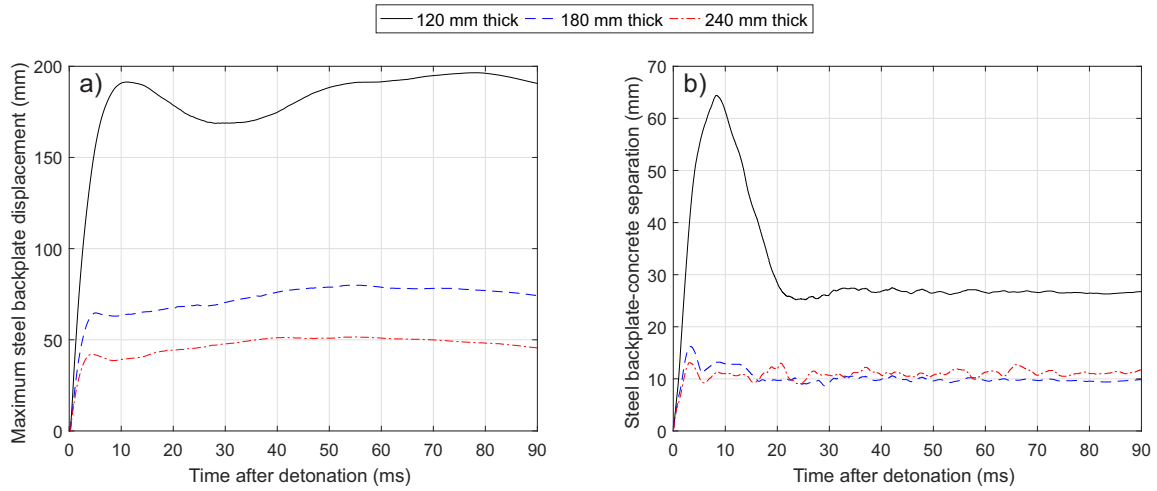 120 mm thick 180 mm thick 240 mm thick
a)
Maximum steel backplate displacement (mm)
200
150
100
50
0
0 10 20 30 40 50 60 70 80 90
Time after detonation (ms)
b)
Steel backplate-concrete separation (mm)
70
60
50
40
30
20
10
0
0 10 20 30 40 50 60 70 80 90
Time after detonation (ms)